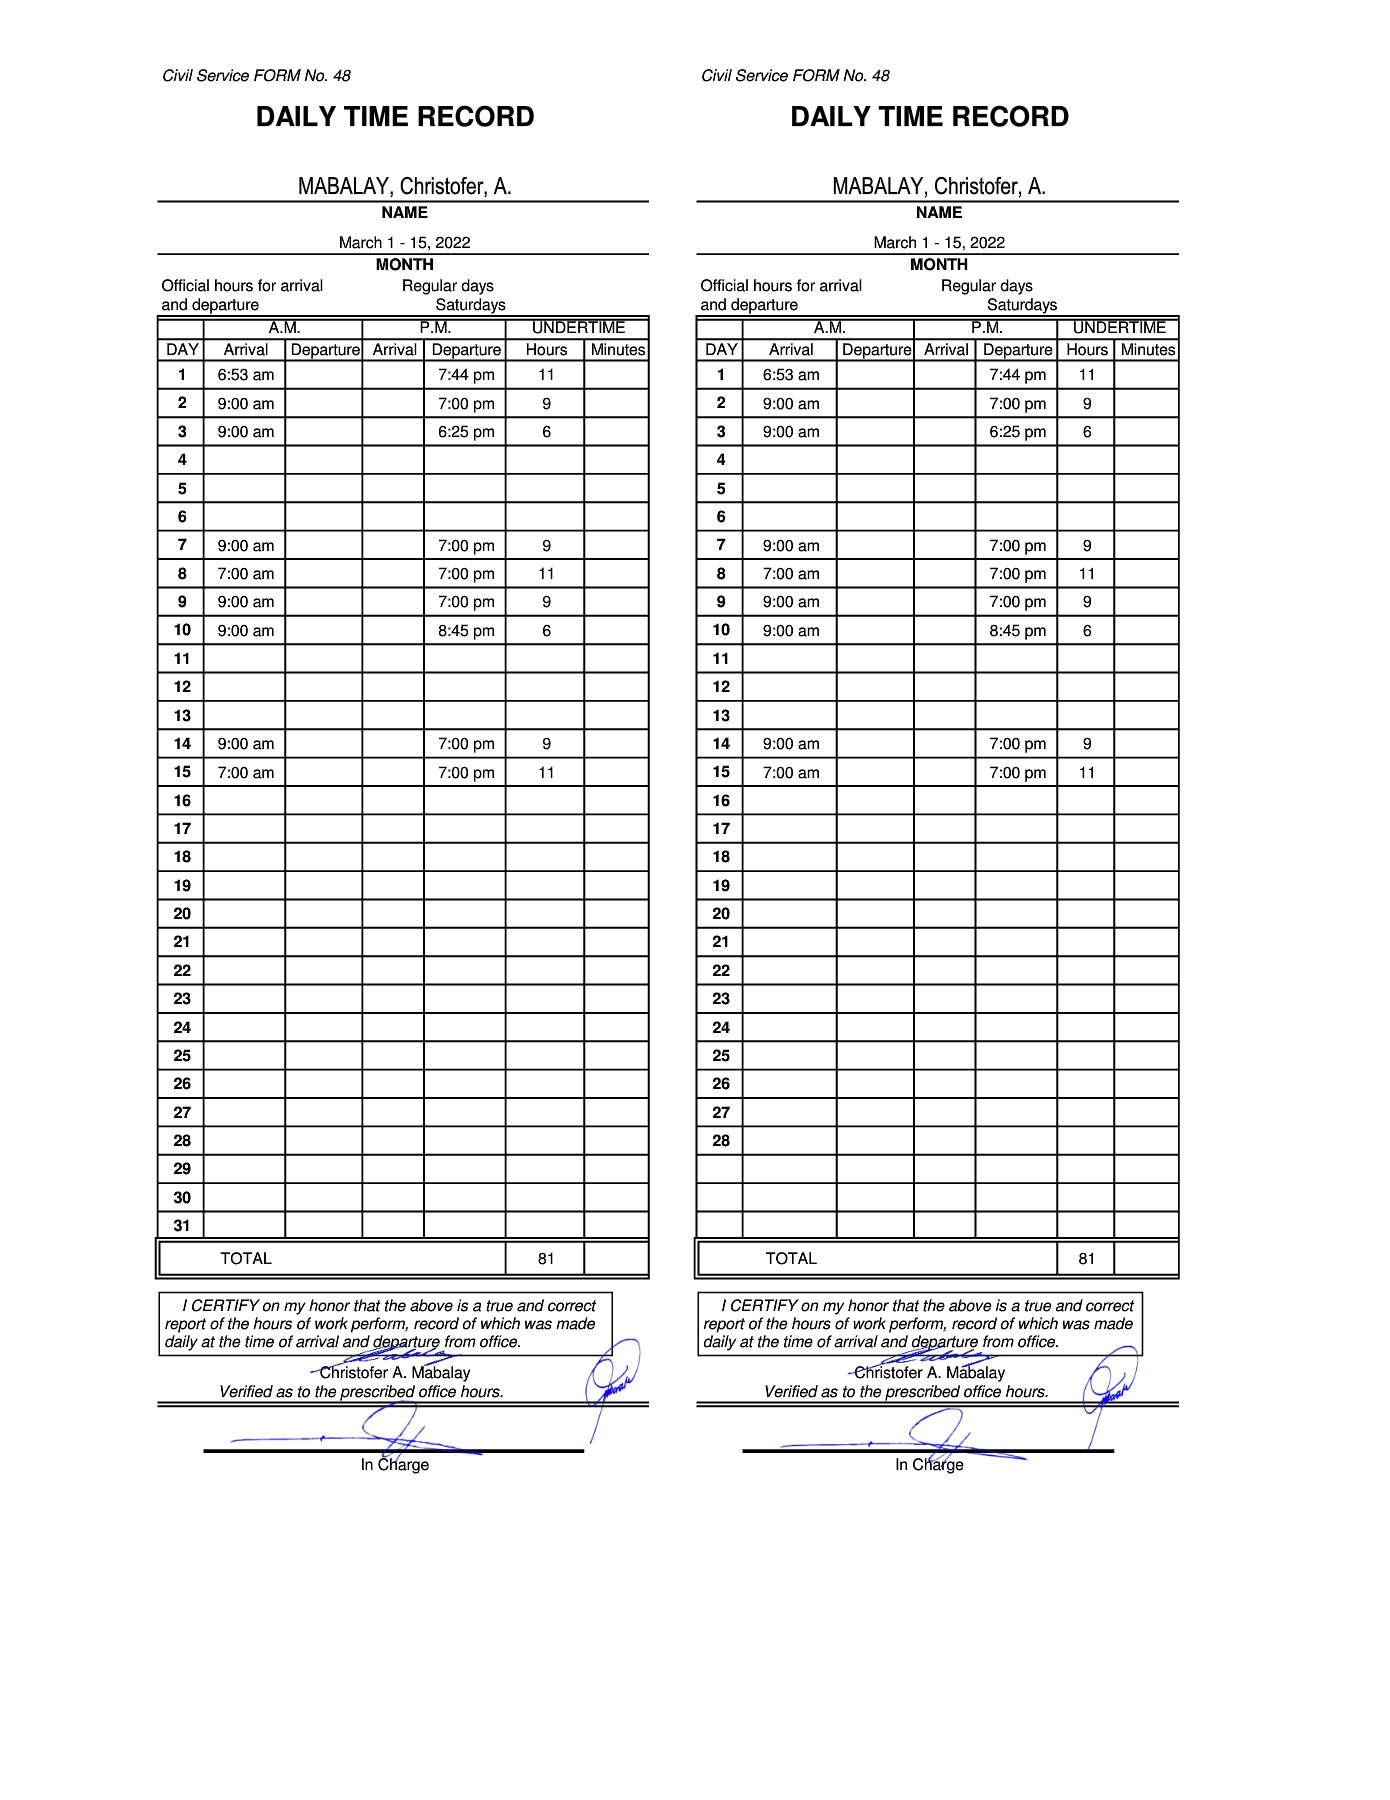 Civil Service FORM No. 48
DAILY TIME RECORD
MABALAY, Christofer, A.
NAME
March 1 - 15, 2022
MONTH
Official hours for arrival Regular days
and departure Saturdays
A.M. P.M. UNDERTIME
DAY Arrival Departure Arrival Departure Hours Minutes
1 6:53 am 7:44 pm 11
2 9:00 am 7:00 pm 9
3 9:00 am 6:25 pm 6
4
5
6
7 9:00 am 7:00 pm 9
8 7:00 am 7:00 pm 11
9 9:00 am 7:00 pm 9
10 9:00 am 8:45 pm 6
11
12
13
14 9:00 am 7:00 pm 9
15 7:00 am 7:00 pm 11
16
17
18
19
20
21
22
23
24
25
26
27
28
29
30
31
TOTAL 81
I CERTIFY on my honor that the above is a true and correct
report of the hours of work perform, record of which was made
daily at the time of arrival and departure from office.
Christofer A. Mabalay
Verified as to the prescribed office hours.
In Charge
Civil Service FORM No. 48
DAILY TIME RECORD
MABALAY, Christofer, A.
NAME
March 1 - 15, 2022
MONTH
Official hours for arrival Regular days
and departure Saturdays
A.M. P.M. UNDERTIME
DAY Arrival Departure Arrival Departure Hours Minutes
1 6:53 am 7:44 pm 11
2 9:00 am 7:00 pm 9
3 9:00 am 6:25 pm 6
4
5
6
7 9:00 am 7:00 pm 9
8 7:00 am 7:00 pm 11
9 9:00 am 7:00 pm 9
10 9:00 am 8:45 pm 6
11
12
13
14 9:00 am 7:00 pm 9
15 7:00 am 7:00 pm 11
16
17
18
19
20
21
22
23
24
25
26
27
28
TOTAL 81
I CERTIFY on my honor that the above is a true and correct
report of the hours of work perform, record of which was made
daily at the time of arrival and departure from office.
Christofer A. Mabalay
Verified as to the prescribed office hours.
In Charge